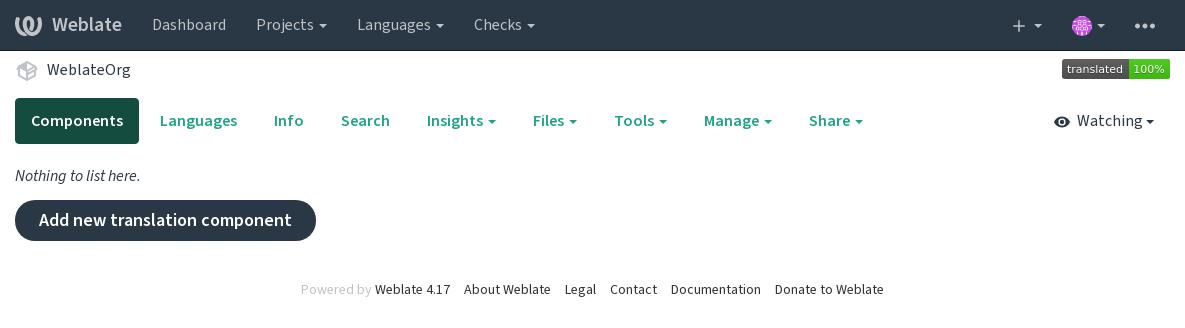 Weblate Dashboard Projects Languages Checks
WeblateOrg translated 100%
Components Languages Info Search Insights Files Tools Manage Share Watching
Nothing to list here.
Add new translation component
Powered by Weblate 4.17 About Weblate Legal Contact Documentation Donate to Weblate